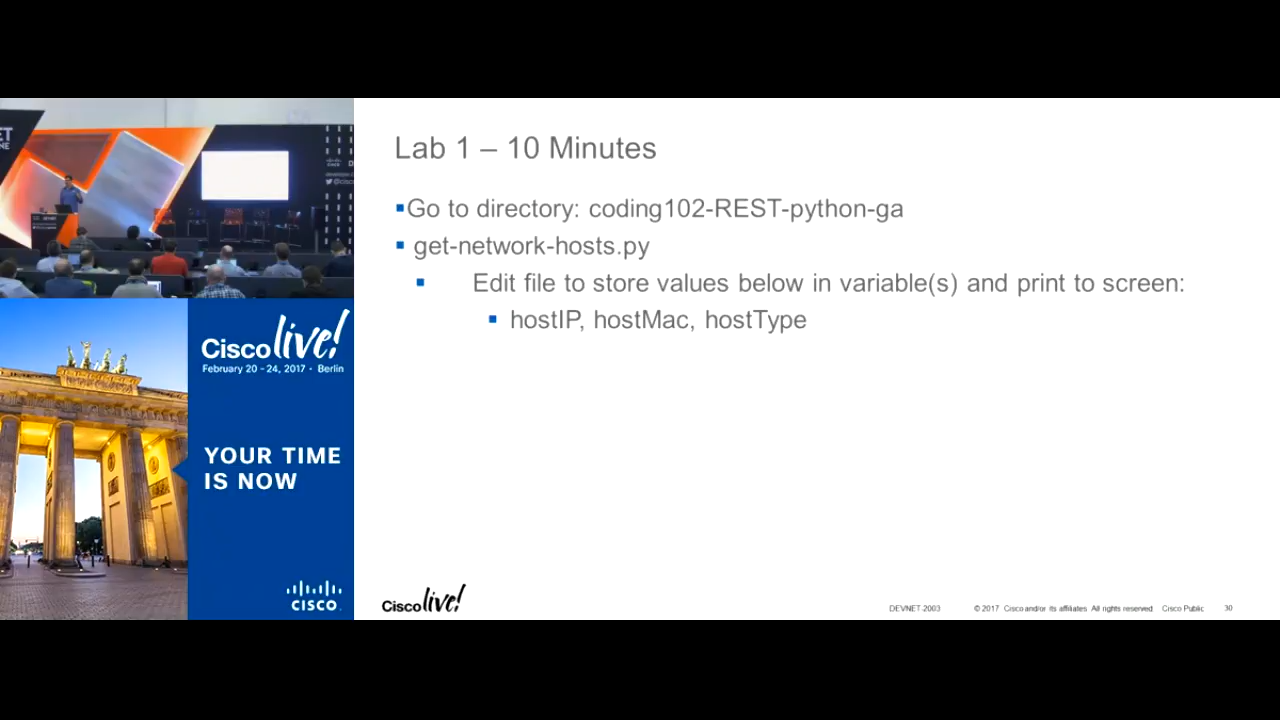 Lab 1 – 10 Minutes
▪Go to directory: coding102-REST-python-ga
▪ get-network-hosts.py
▪ Edit file to store values below in variable(s) and print to screen:
▪ hostIP, hostMac, hostType
Cisco live!
February 20 - 24, 2017 • Berlin
YOUR TIME
IS NOW
CISCO
Cisco live!
DEVNET-2003 © 2017 Cisco and/or its affiliates. All rights reserved. Cisco Public 30